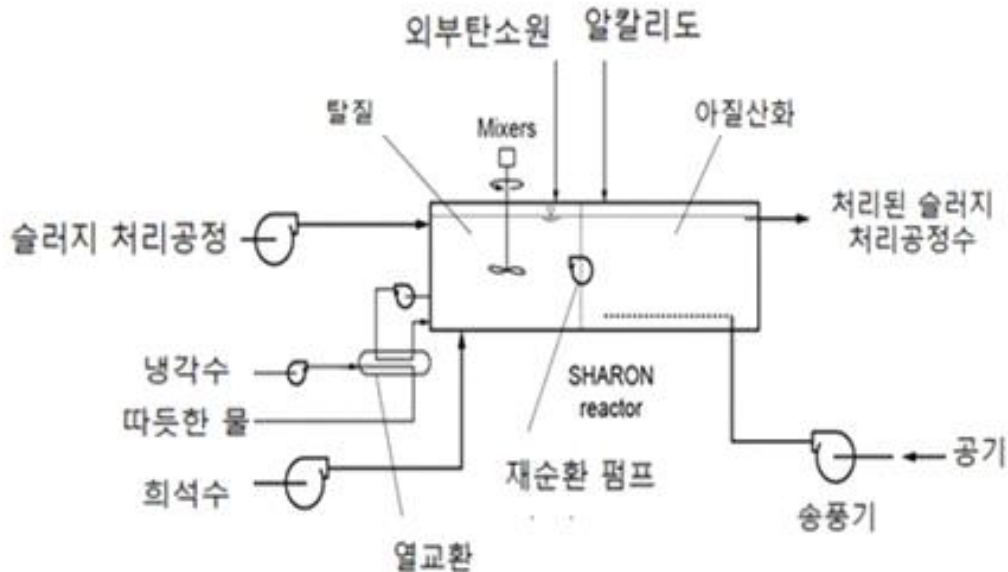 외부탄소원
알칼리도
탈질
Mixers
아질산화
슬러지 처리공정
처리된 슬러지
처리공정수
냉각수
SHARON
reactor
따듯한 물
희석수
재순환 펌프
공기
송풍기
열교환